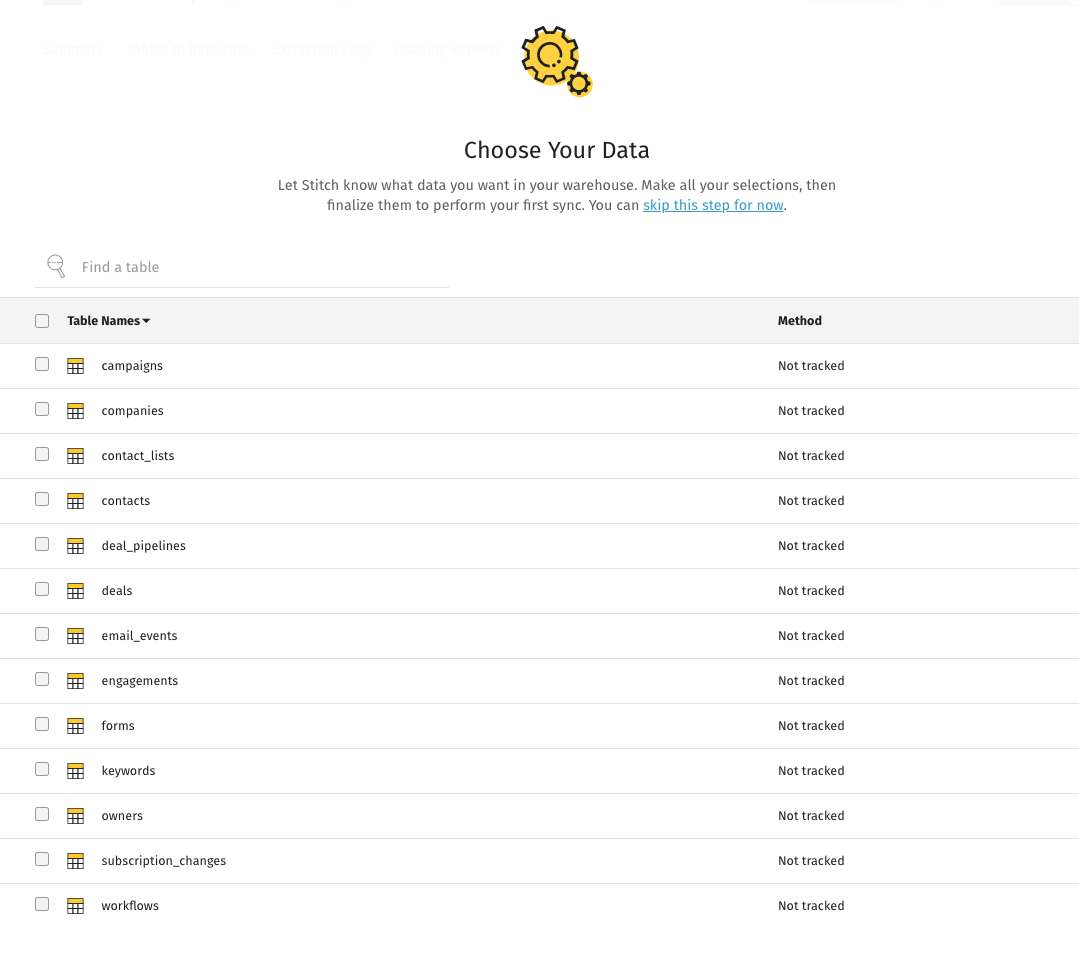 Summary Tables to Replicate Extraction Logs Loading Reports
Choose Your Data
Let Stitch know what data you want in your warehouse. Make all your selections, then
finalize them to perform your first sync. You can skip this step for now.
Find a table
Table Names Method
campaigns Not tracked
companies Not tracked
contact_lists Not tracked
contacts Not tracked
deal_pipelines Not tracked
deals Not tracked
email_events Not tracked
engagements Not tracked
forms Not tracked
keywords Not tracked
owners Not tracked
subscription_changes Not tracked
workflows Not tracked